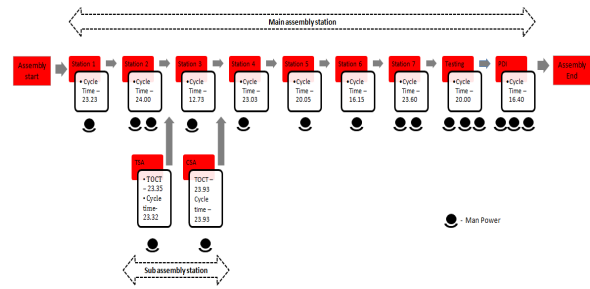 Main assembly station
Assembly
start
Station 1
Station 2
Station 3
Station 4
Station 5
Station 6
Station 7
Testing
PDI
Assembly
End
• Cycle
Time –
23.23
• Cycle
Time –
24.00
• Cycle
Time –
12.73
• Cycle
Time –
23.03
• Cycle
Time –
20.05
• Cycle
Time –
16.15
• Cycle
Time –
23.60
• Cycle
Time –
20.00
• Cycle
Time –
16.40
TSA
• TOCT
– 23.35
• Cycle
time-
23.32
CSA
TOCT –
23.93
Cycle
time –
23.93
- Man Power
Sub assembly station